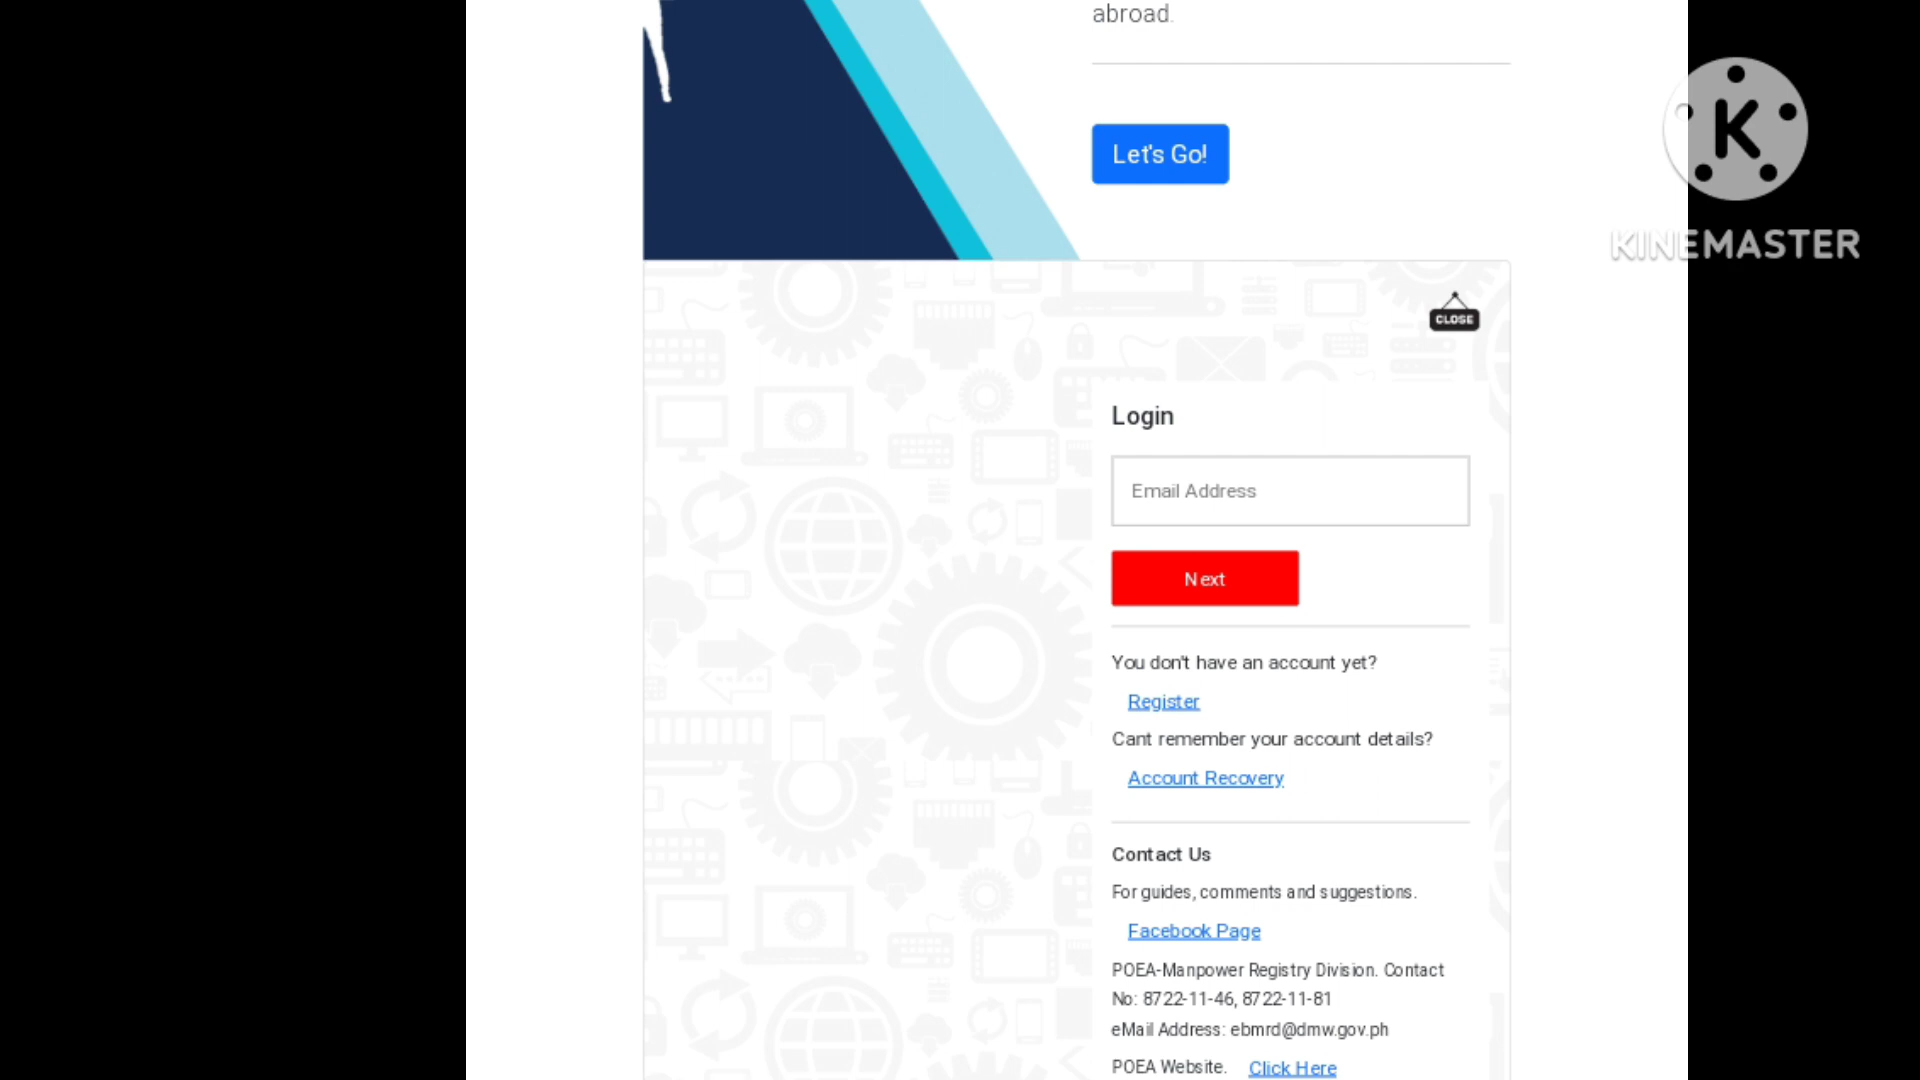 abroad.
Let's Go!
K
KINEMASTER
CLOSE
Login
Email Address
Next
You don't have an account yet?
Register
Cant remember your account details?
Account Recovery
Contact Us
For guides, comments and suggestions.
Facebook Page
POEA-Manpower Registry Division. Contact
No: 8722-11-46, 8722-11-81
eMail Address: ebmrd@dmw.gov.ph
POEA Website. Click Here